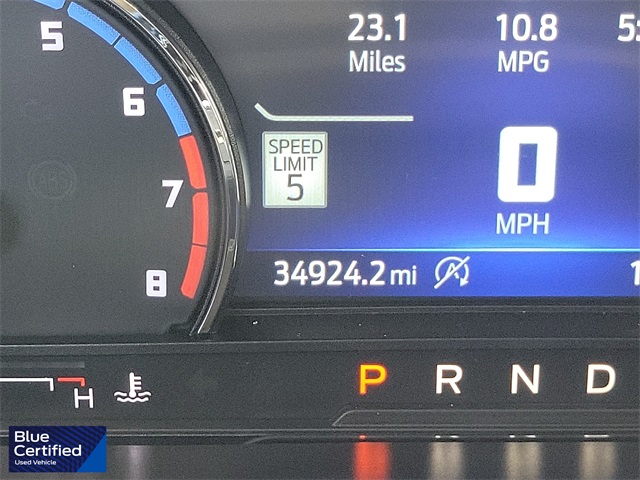 5
23.1
Miles
10.8
MPG
6
SPEED
LIMIT
5
0
MPH
7
8
34924.2 mi
H
P R N D
Blue
Certified
Used Vehicle